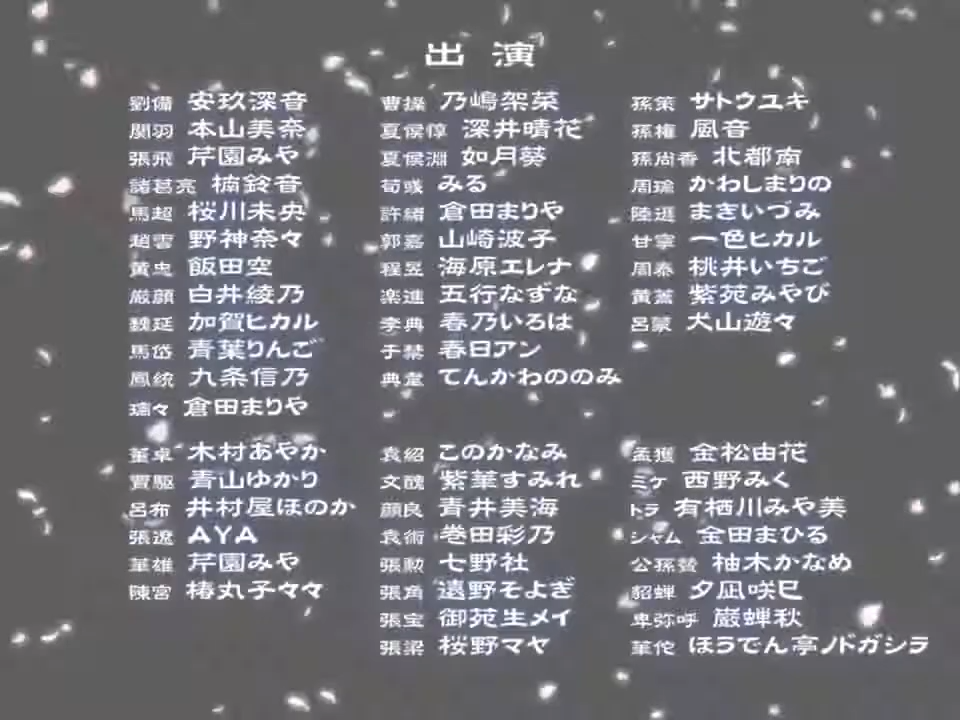 出演
劉備 安玖深音
関羽 本山美奈
張飛 芹園みや
諸葛亮 楠鈴音
馬超 桜川未央
趙雲 野神奈々
黄忠 飯田空
厳顔 白井綾乃
魏延 加賀ヒカル
馬岱 青葉りんご
鳳統 九条信乃
璃々 倉田まりや
曹操 乃嶋架菜
夏侯惇 深井晴花
夏侯淵 如月葵
荀彧 みる
許緒 倉田まりや
郭嘉 山崎波子
程昱 海原エレナ
楽進 五行なずな
李典 春乃いろは
于禁 春日アン
典韋 てんかわののみ
孫策 サトウユキ
孫権 風音
孫尚香 北都南
周瑜 かわしまりの
陸遜 まきいづみ
甘寧 一色ヒカル
周泰 桃井いちご
黄蓋 紫苑みやび
呂蒙 犬山遊々
董卓 木村あやか
賈駆 青山ゆかり
呂布 井村屋ほのか
張遼 AYA
華雄 芹園みや
陳宮 椿丸子々々
袁紹 このかなみ
文醜 紫華すみれ
顔良 青井美海
袁術 巻田彩乃
張勲 七野社
張角 遠野そよぎ
張宝 御苑生メイ
張梁 桜野マヤ
孟獲 金松由花
ミケ 西野みく
トラ 有栖川みや美
シャム 金田まひる
公孫賛 柚木かなめ
貂蝉 夕凪咲巳
卑弥呼 巌蝉秋
華佗 ほうでん亭ノドガシラ